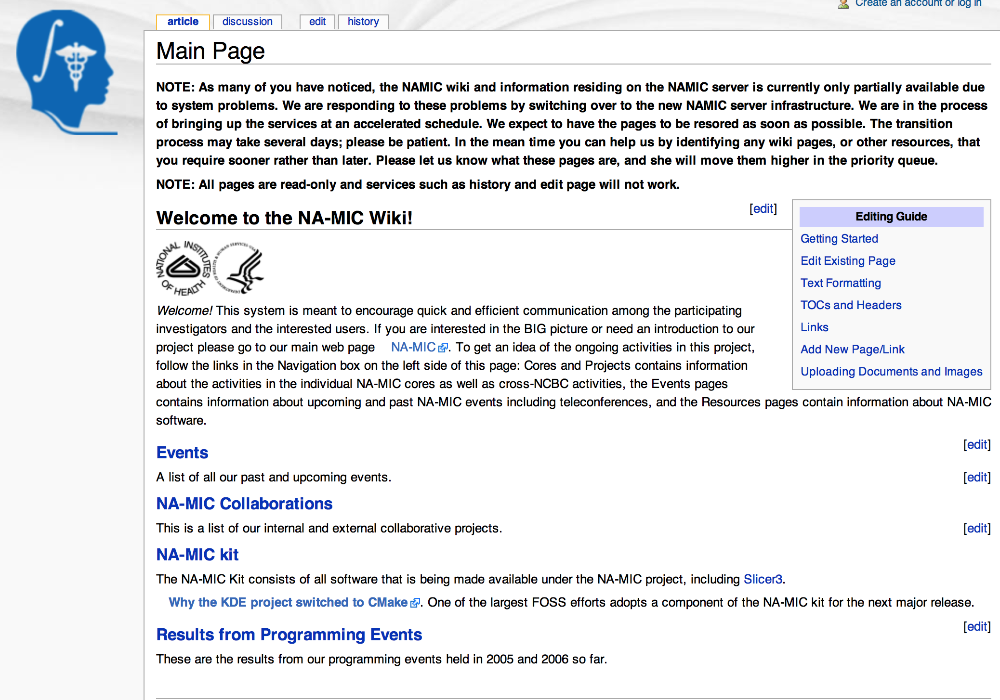 Create an account or log in
article discussion edit history
Main Page
NOTE: As many of you have noticed, the NAMIC wiki and information residing on the NAMIC server is currently only partially available due
to system problems. We are responding to these problems by switching over to the new NAMIC server infrastructure. We are in the process
of bringing up the services at an accelerated schedule. We expect to have the pages to be resored as soon as possible. The transition
process may take several days; please be patient. In the mean time you can help us by identifying any wiki pages, or other resources, that
you require sooner rather than later. Please let us know what these pages are, and she will move them higher in the priority queue.
NOTE: All pages are read-only and services such as history and edit page will not work.
Welcome to the NA-MIC Wiki! [edit]
NATIONAL INSTITUTES OF HEALTH
Welcome! This system is meant to encourage quick and efficient communication among the participating
investigators and the interested users. If you are interested in the BIG picture or need an introduction to our
project please go to our main web page NA-MIC. To get an idea of the ongoing activities in this project,
follow the links in the Navigation box on the left side of this page: Cores and Projects contains information
about the activities in the individual NA-MIC cores as well as cross-NCBC activities, the Events pages
contains information about upcoming and past NA-MIC events including teleconferences, and the Resources pages contain information about NA-MIC
software.
Editing Guide
Getting Started
Edit Existing Page
Text Formatting
TOCs and Headers
Links
Add New Page/Link
Uploading Documents and Images
Events [edit]
A list of all our past and upcoming events. [edit]
NA-MIC Collaborations
This is a list of our internal and external collaborative projects. [edit]
NA-MIC kit
The NA-MIC Kit consists of all software that is being made available under the NA-MIC project, including Slicer3.
Why the KDE project switched to CMake. One of the largest FOSS efforts adopts a component of the NA-MIC kit for the next major release.
Results from Programming Events [edit]
These are the results from our programming events held in 2005 and 2006 so far.